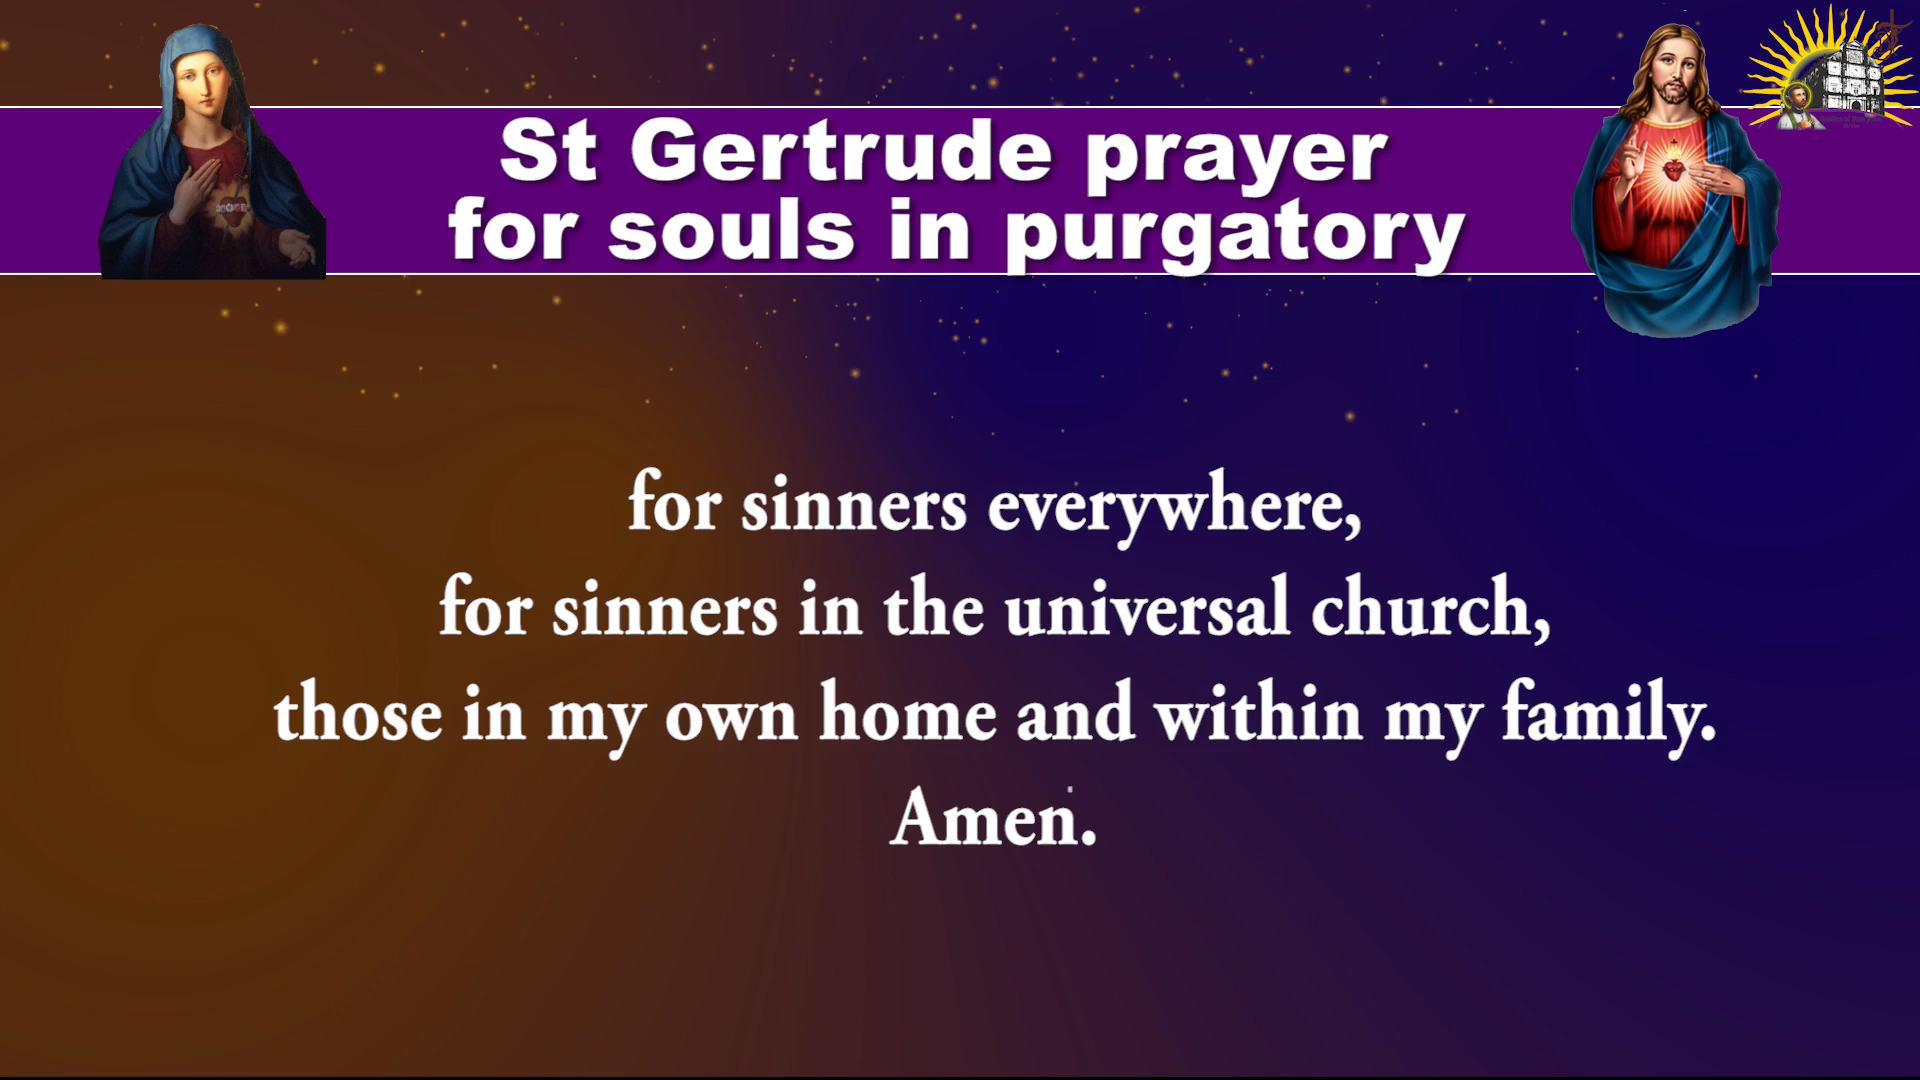 St Gertrude prayer
for souls in purgatory
for sinners everywhere,
for sinners in the universal church,
those in my own home and within my family.
Amen.